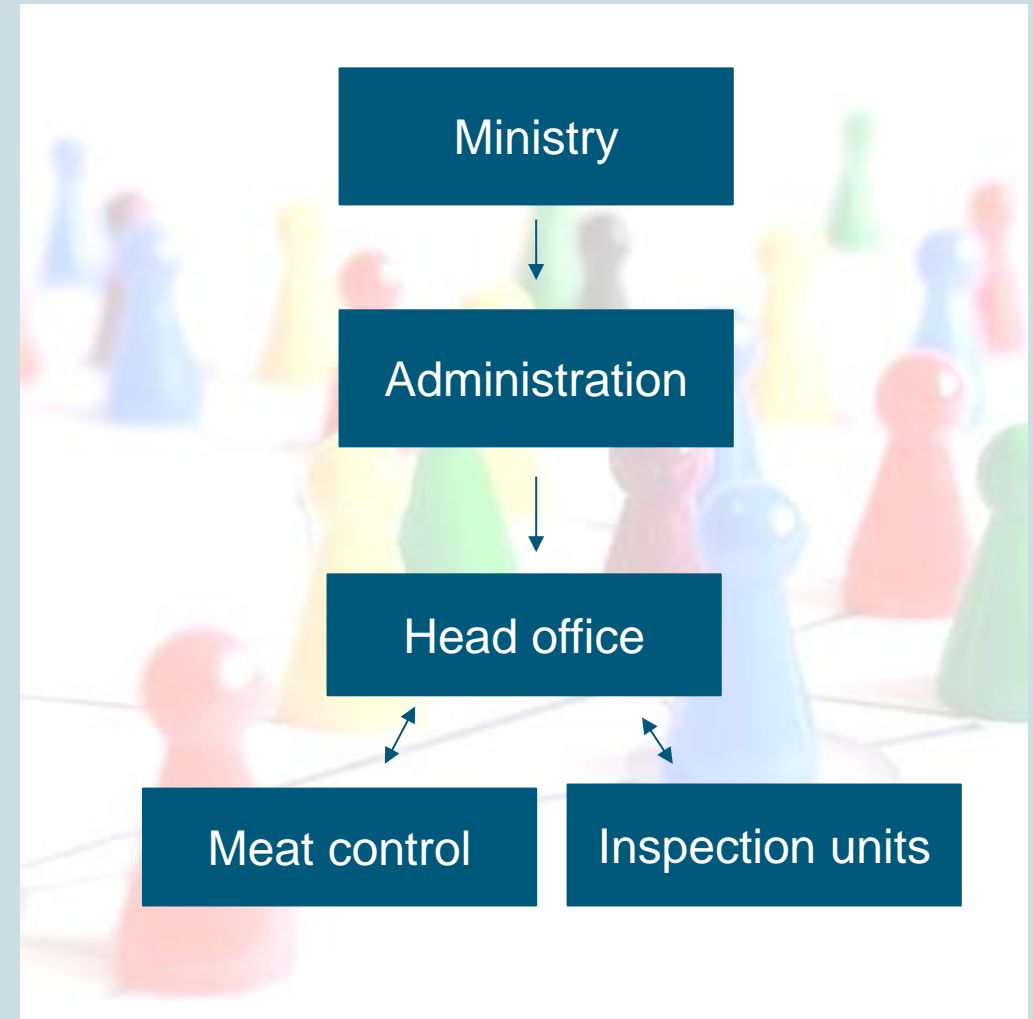 Ministry
Administration
Head office
Meat control
Inspection units